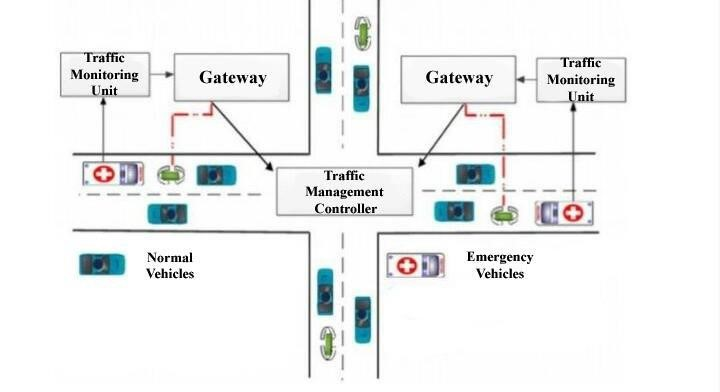 Traffic
Monitoring
Unit
Gateway
Gateway
Traffic
Monitoring
Unit
Traffic
Management
Controller
Normal
Vehicles
Emergency
Vehicles